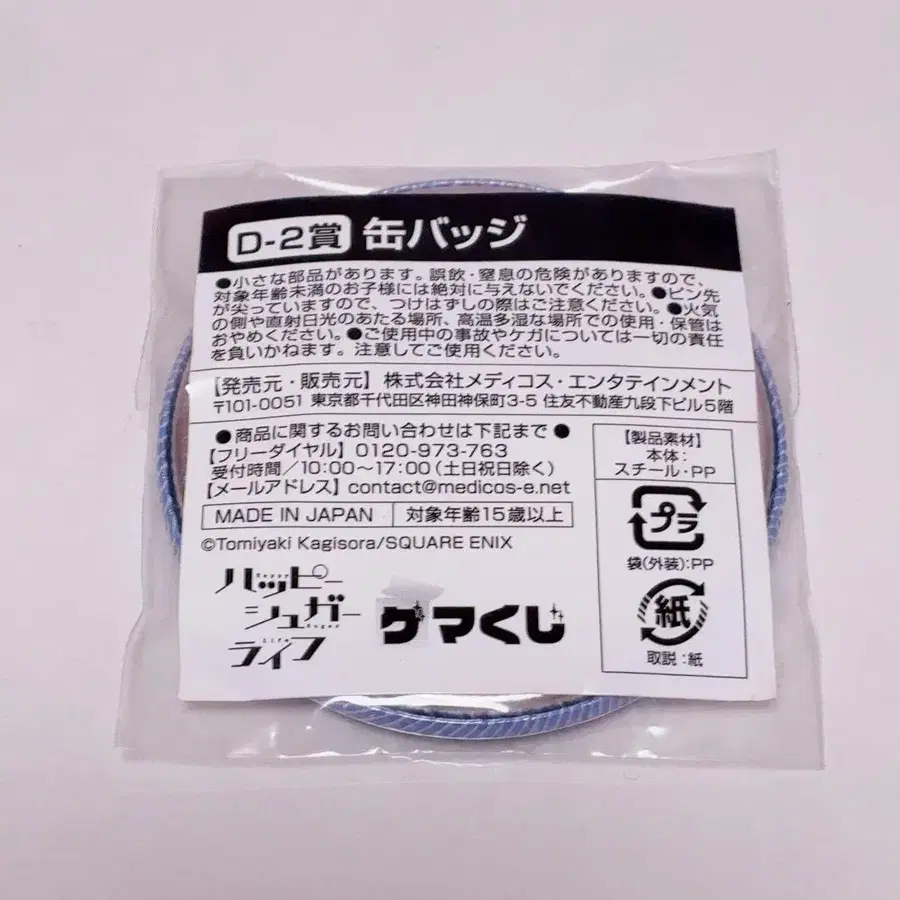 D-2賞 缶バッジ
●小さな部品があります。誤飲・窒息の危険がありますので、
対象年齢未満のお子様には絶対に与えないでください。●ピン先
が尖っていますので、つけはずしの際はご注意ください。●火気
の側や直射日光のあたる場所、高温多湿な場所での使用・保管は
おやめください。●ご使用中の事故やケガについては一切の責任
を負いかねます。注意してご使用ください。
【発売元・販売元】株式会社メディコス・エンタテインメント
〒101-0051 東京都千代田区神田神保町3-5 住友不動産九段下ビル5階
●商品に関するお問い合わせは下記まで●
【フリーダイヤル】0120-973-763
受付時間/10:00〜17:00(土日祝日除く)
【メールアドレス】contact@medicos-e.net
MADE IN JAPAN 対象年齢15歳以上
©Tomiyaki Kagisora/SQUARE ENIX
ハッピー
シュガー
ライフ
Happy
Sugar
Life
ゲマくじ
【製品素材】
本体:
スチール・PP
プラ
袋(外装):PP
紙
取説:紙